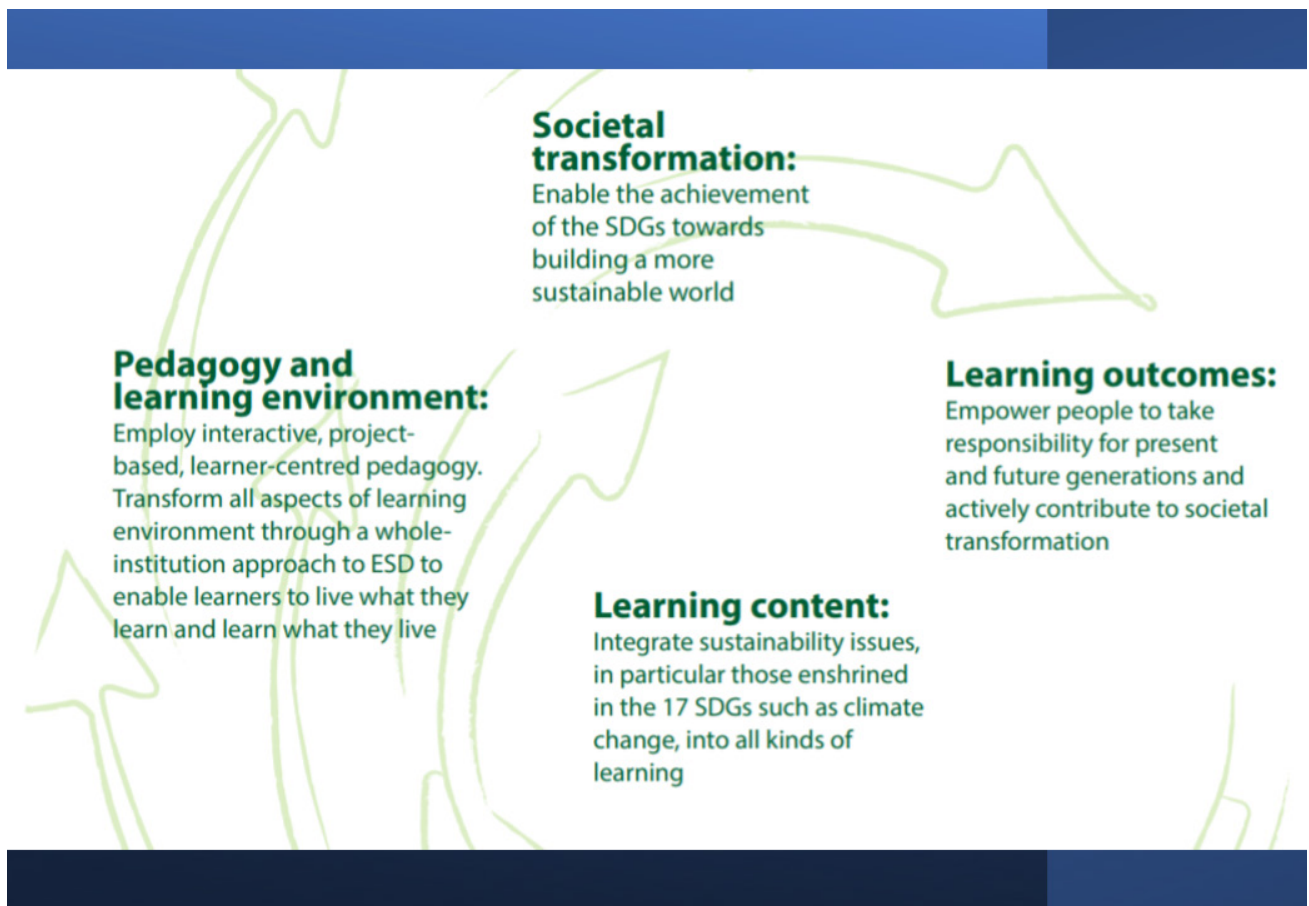 Societal
transformation:
Enable the achievement
of the SDGs towards
building a more
sustainable world
Pedagogy and
learning environment:
Employ interactive, project-
based, learner-centred pedagogy.
Transform all aspects of learning
environment through a whole-
institution approach to ESD to
enable learners to live what they
learn and learn what they live
Learning outcomes:
Empower people to take
responsibility for present
and future generations and
actively contribute to societal
transformation
Learning content:
Integrate sustainability issues,
in particular those enshrined
in the 17 SDGs such as climate
change, into all kinds of
learning